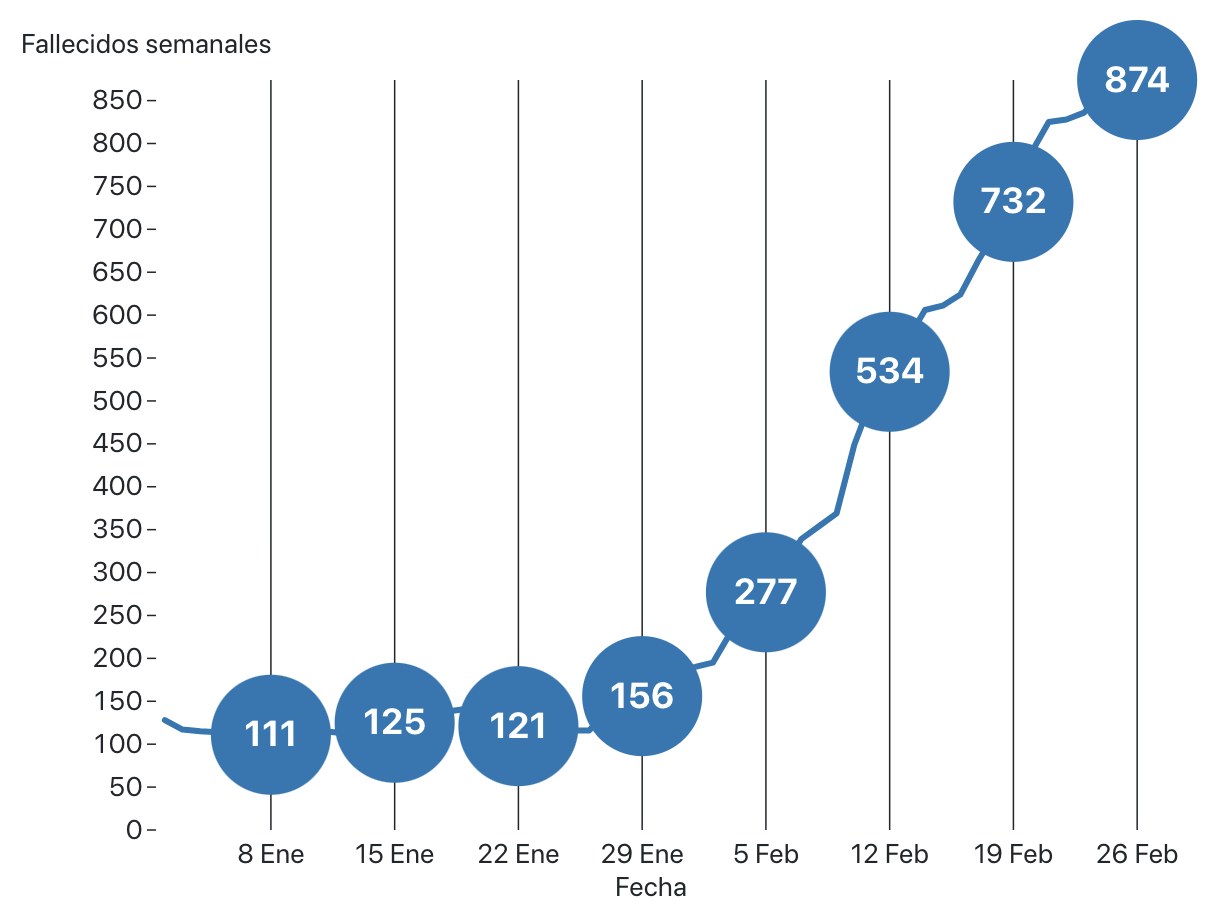 Fallecidos semanales
850
800
750
700
650
600
550
500
450
400
350
300
250
200
150
100
50
0
111
125
121
156
277
534
732
874
8 Ene
15 Ene
22 Ene
29 Ene
5 Feb
12 Feb
19 Feb
26 Feb
Fecha